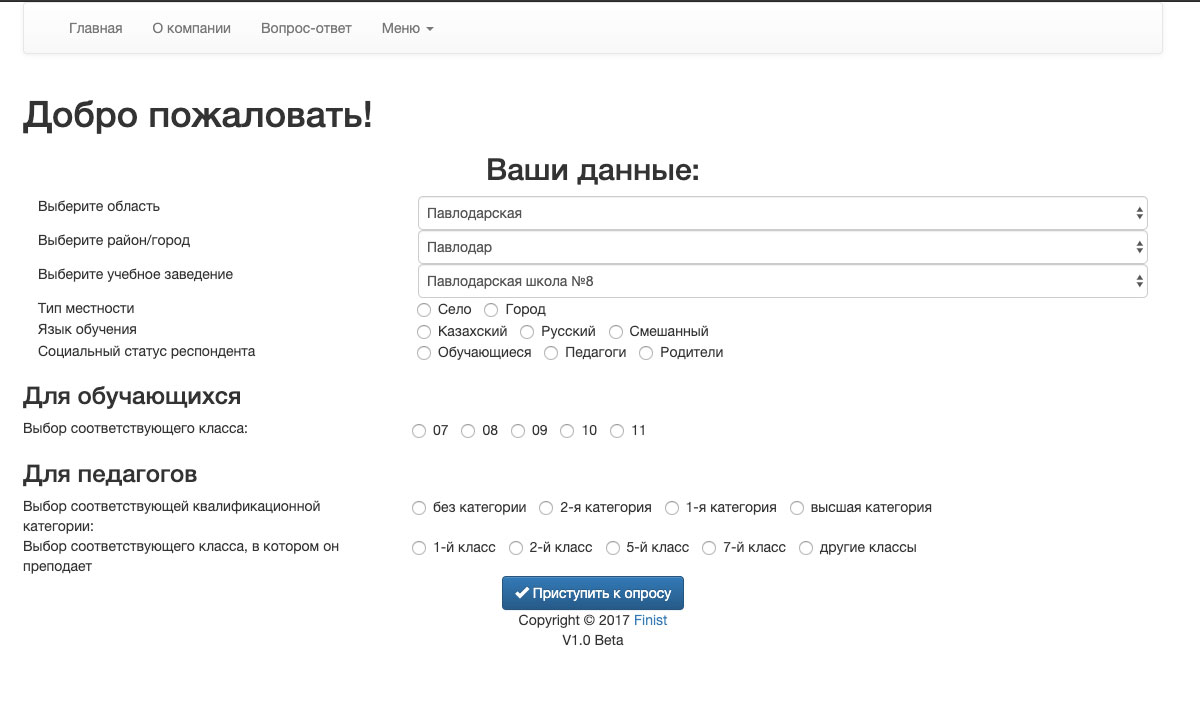 Главная О компании Вопрос-ответ Меню
Добро пожаловать!
Ваши данные:
Выберите область Павлодарская
Выберите район/город Павлодар
Выберите учебное заведение Павлодарская школа №8
Тип местности Село Город
Язык обучения Казахский Русский Смешанный
Социальный статус респондента Обучающиеся Педагоги Родители
Для обучающихся
Выбор соответствующего класса: 07 08 09 10 11
Для педагогов
Выбор соответствующей квалификационной
категории:
без категории 2-я категория 1-я категория высшая категория
Выбор соответствующего класса, в котором он
преподает
1-й класс 2-й класс 5-й класс 7-й класс другие классы
Приступить к опросу
Copyright © 2017 Finist
V1.0 Beta